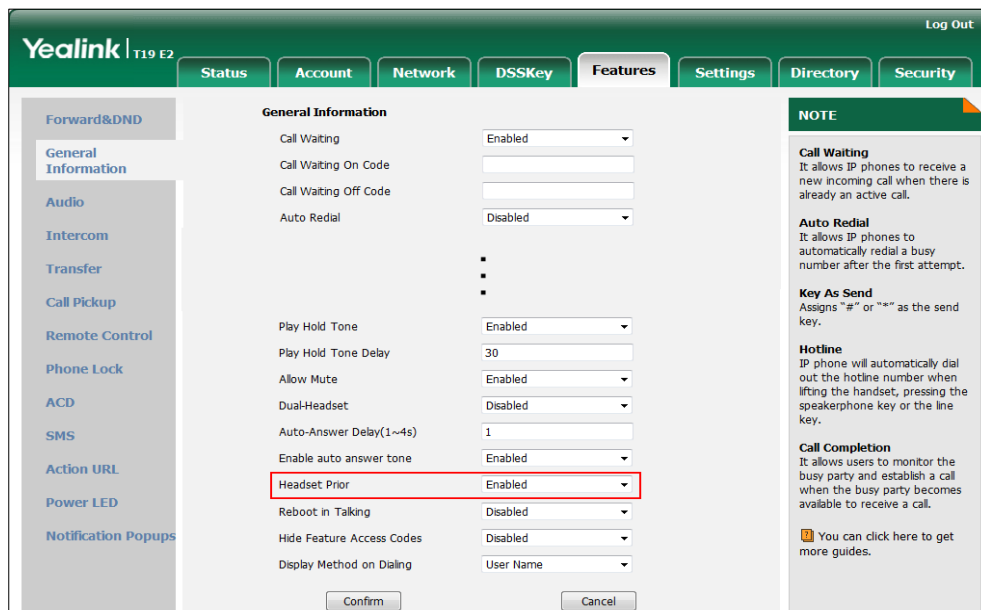 Log Out
Yealink T19 E2
Status Account Network DSSKey Features Settings Directory Security
Forward&DND
General
Information
Audio
Intercom
Transfer
Call Pickup
Remote Control
Phone Lock
ACD
SMS
Action URL
Power LED
Notification Popups
General Information
Call Waiting Enabled
Call Waiting On Code
Call Waiting Off Code
Auto Redial Disabled
Play Hold Tone Enabled
Play Hold Tone Delay 30
Allow Mute Enabled
Dual-Headset Disabled
Auto-Answer Delay(1~4s) 1
Enable auto answer tone Enabled
Headset Prior Enabled
Reboot in Talking Disabled
Hide Feature Access Codes Disabled
Display Method on Dialing User Name
Confirm Cancel
NOTE
Call Waiting
It allows IP phones to receive a
new incoming call when there is
already an active call.
Auto Redial
It allows IP phones to
automatically redial a busy
number after the first attempt.
Key As Send
Assigns "#" or "*" as the send
key.
Hotline
IP phone will automatically dial
out the hotline number when
lifting the handset, pressing the
speakerphone key or the line
key.
Call Completion
It allows users to monitor the
busy party and establish a call
when the busy party becomes
available to receive a call.
You can click here to get
more guides.